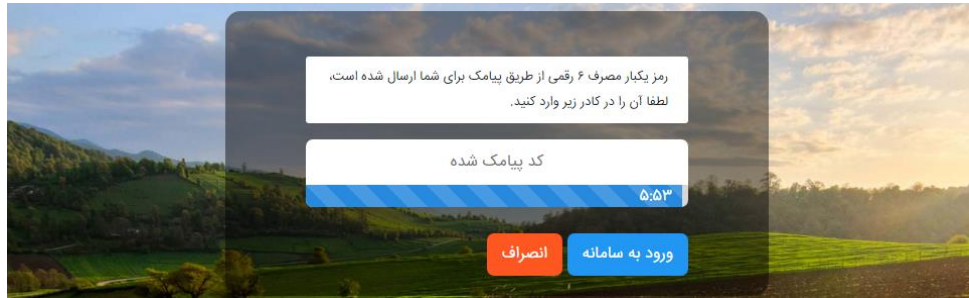 رمز یکبار مصرف ۶ رقمی از طریق پیامک برای شما ارسال شده است،
لطفا آن را در کادر زیر وارد کنید.
کد پیامک شده
۵:۵۳
ورود به سامانه
انصراف